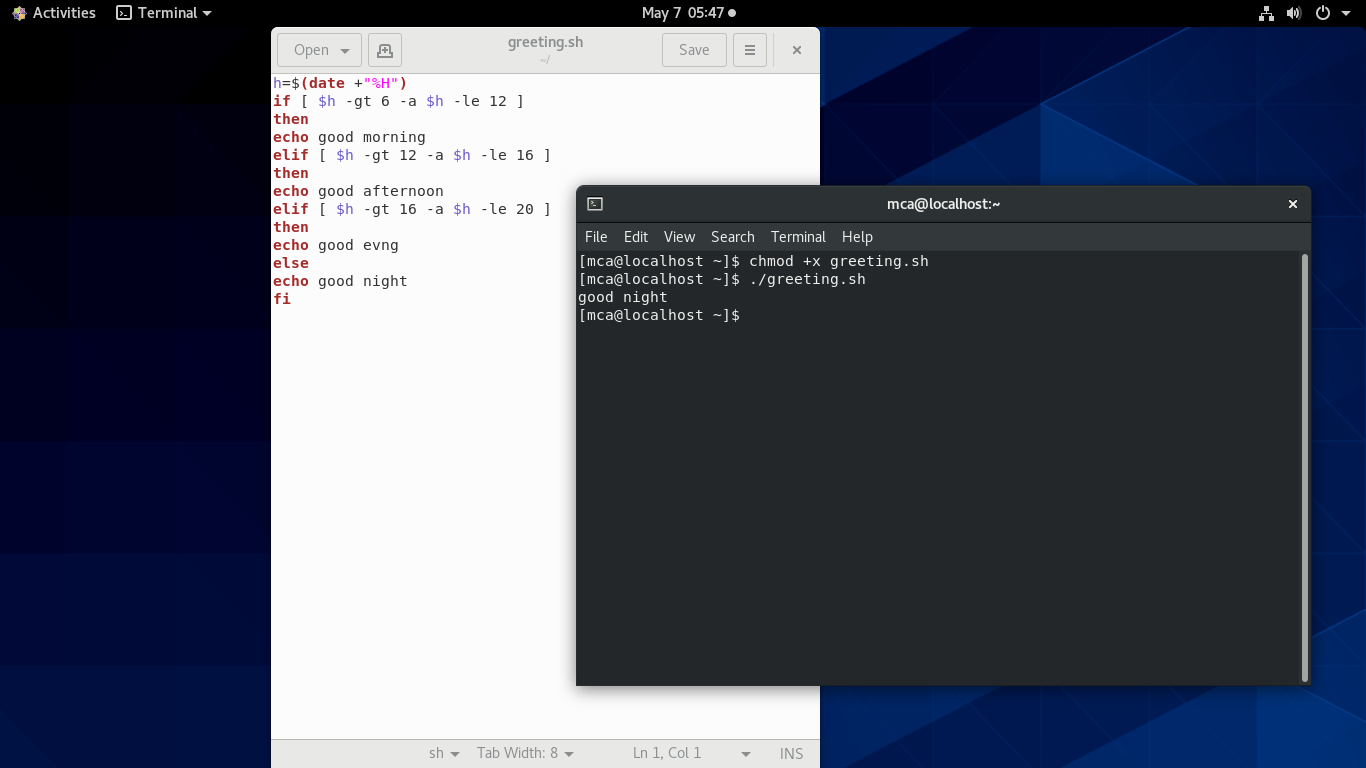 Activities Terminal May 7 05:47
Open greeting.sh Save
~/
h=$(date +"%H")
if [ $h -gt 6 -a $h -le 12 ]
then
echo good morning
elif [ $h -gt 12 -a $h -le 16 ]
then
echo good afternoon
elif [ $h -gt 16 -a $h -le 20 ]
then
echo good evng
else
echo good night
fi
sh Tab Width: 8 Ln 1, Col 1 INS
mca@localhost:~
File Edit View Search Terminal Help
[mca@localhost ~]$ chmod +x greeting.sh
[mca@localhost ~]$ ./greeting.sh
good night
[mca@localhost ~]$